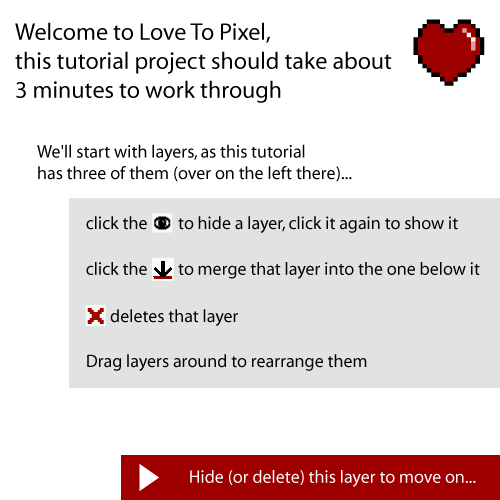 Welcome to Love To Pixel,
this tutorial project should take about
3 minutes to work through
We'll start with layers, as this tutorial
has three of them (over on the left there)...
click the to hide a layer, click it again to show it
click the to merge that layer into the one below it
deletes that layer
Drag layers around to rearrange them
Hide (or delete) this layer to move on...